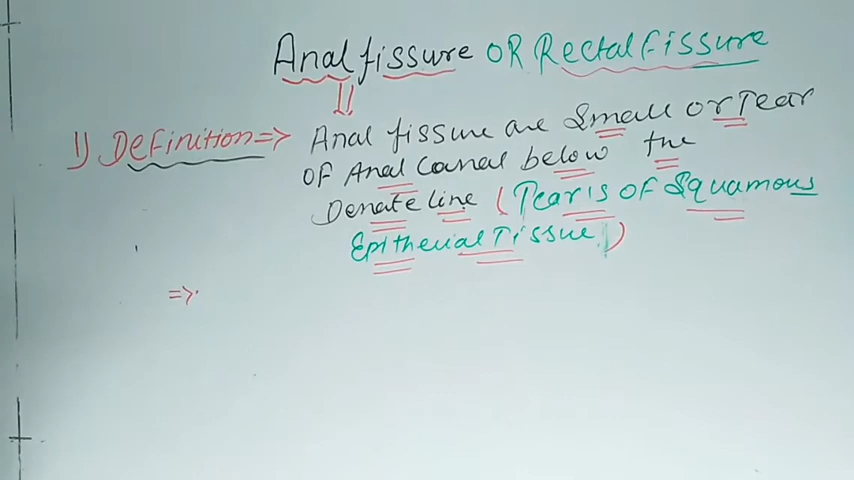 Anal fissure OR Rectal Fissure
1) Definition => Anal fissure are Small or Tear
OF Anal Canal below the
Denate line (Tear is OF Squamous
Epithelial Tissue.)
=>